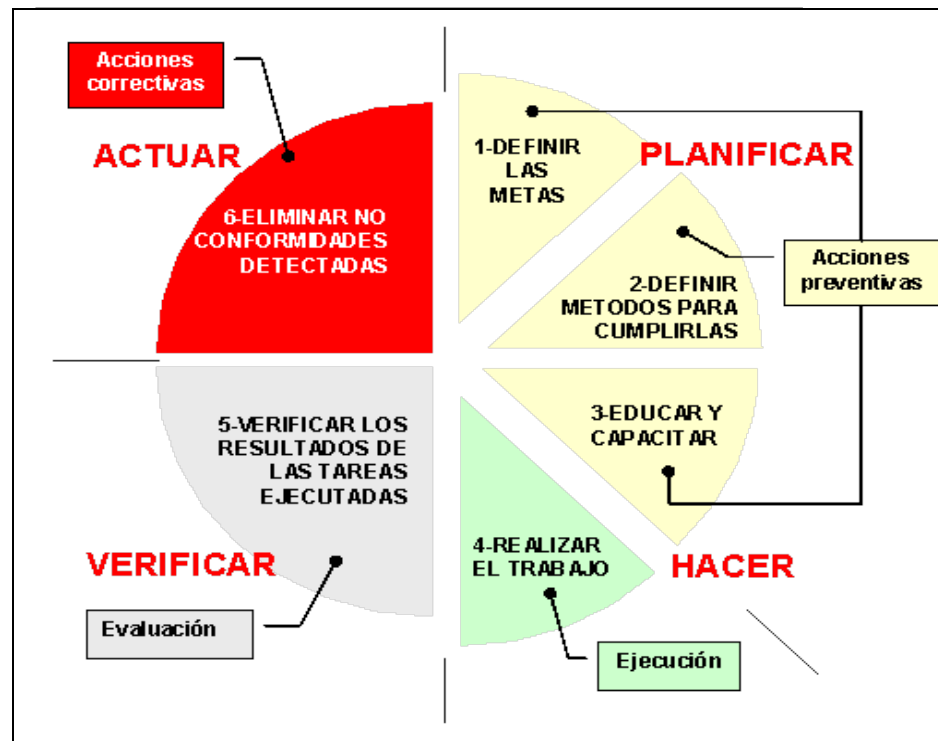 Acciones
correctivas
ACTUAR
6-ELIMINAR NO
CONFORMIDADES
DETECTADAS
1-DEFINIR
LAS
METAS
PLANIFICAR
2-DEFINIR
METODOS PARA
CUMPLIRLAS
Acciones
preventivas
3-EDUCAR Y
CAPACITAR
HACER
4-REALIZAR
EL TRABAJO
Ejecución
5-VERIFICAR LOS
RESULTADOS DE
LAS TAREAS
EJECUTADAS
VERIFICAR
Evaluación